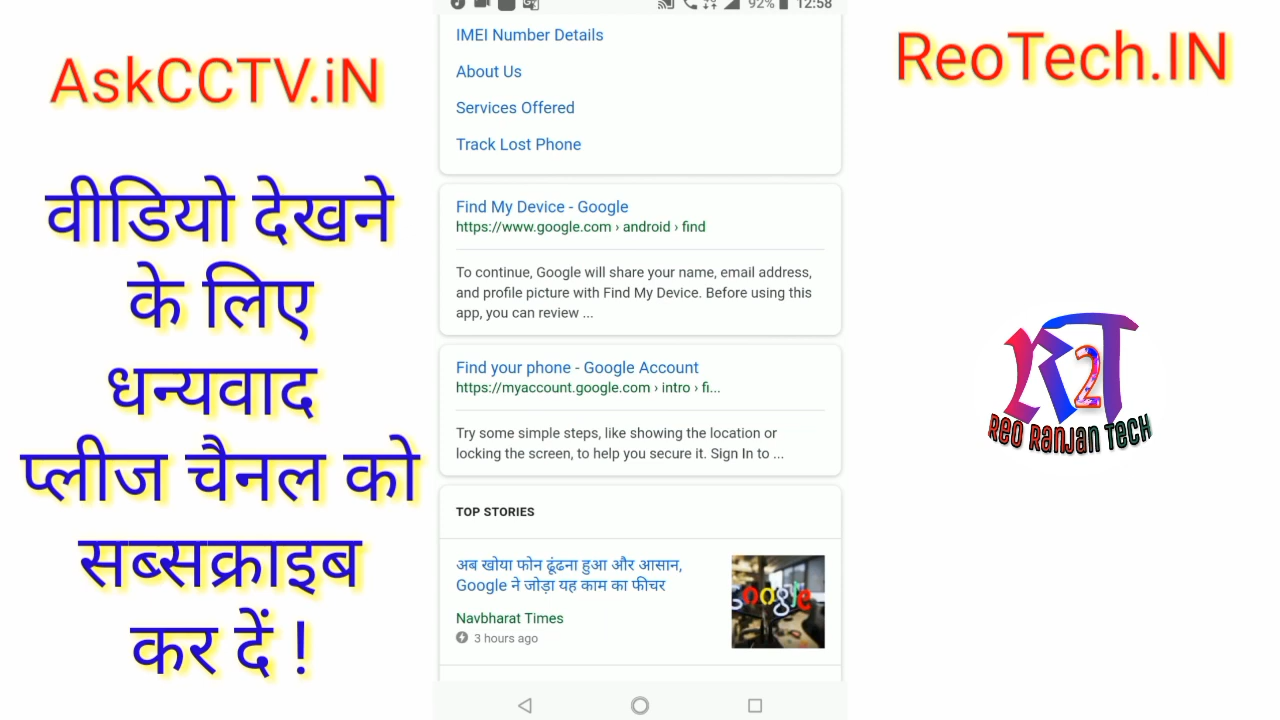 AskCCTV.iN
वीडियो देखने
के लिए
धन्यवाद
प्लीज चैनल को
सब्सक्राइब
कर दें !
92% 12:58
IMEI Number Details
About Us
Services Offered
Track Lost Phone
Find My Device - Google
https://www.google.com › android › find
To continue, Google will share your name, email address,
and profile picture with Find My Device. Before using this
app, you can review ...
Find your phone - Google Account
https://myaccount.google.com › intro › fi...
Try some simple steps, like showing the location or
locking the screen, to help you secure it. Sign In to ...
TOP STORIES
अब खोया फोन ढूंढना हुआ और आसान,
Google ने जोड़ा यह काम का फीचर
Navbharat Times
3 hours ago
Google
ReoTech.IN
R2T
REO RANJAN TECH